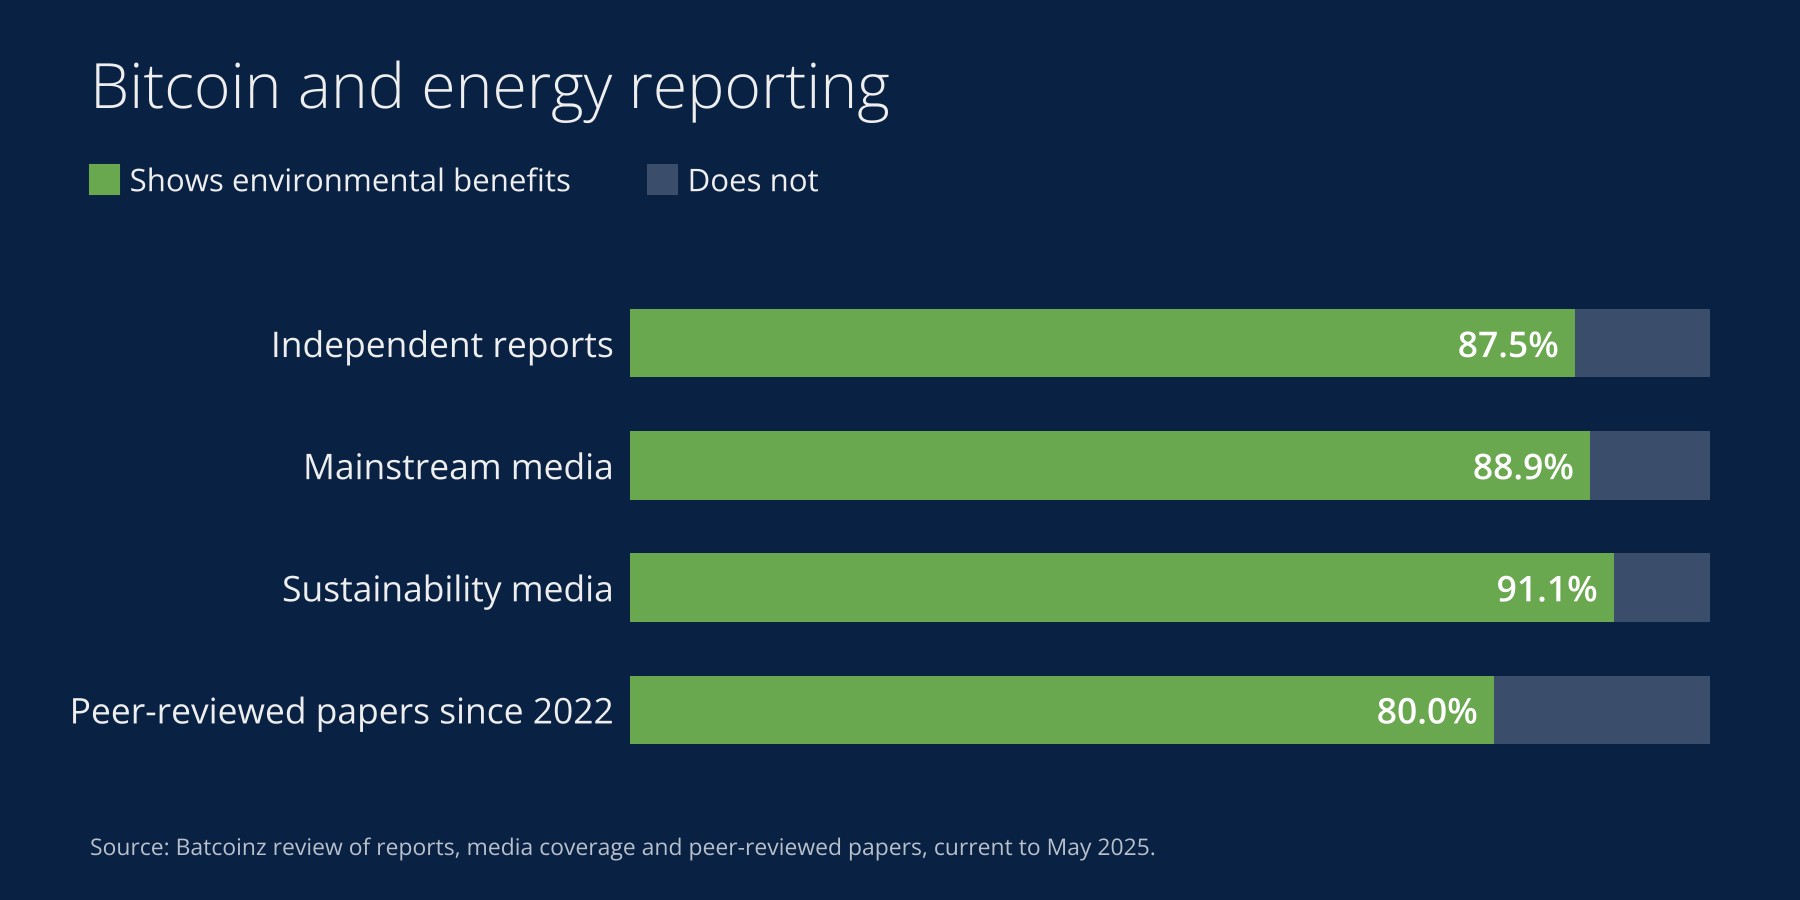 Bitcoin and energy reporting
Shows environmental benefits
Does not
Independent reports
87.5%
Mainstream media
88.9%
Sustainability media
91.1%
Peer-reviewed papers since 2022
80.0%
Source: Batcoinz review of reports, media coverage and peer-reviewed papers, current to May 2025.